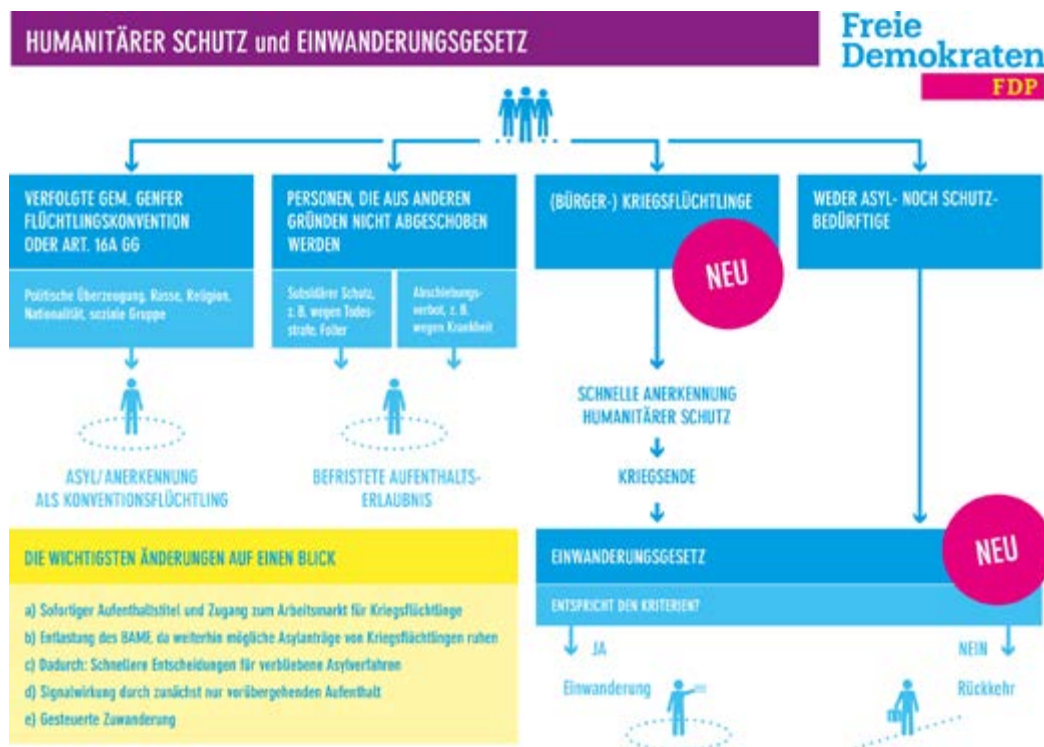 HUMANITÄRER SCHUTZ und EINWANDERUNGSGESETZ
Freie
Demokraten
FDP
VERFOLGTE GEM. GENFER
FLÜCHTLINGSKONVENTION
ODER ART. 16A GG
Politische Überzeugung, Rasse, Religion,
Nationalität, soziale Gruppe
ASYL/ANERKENNUNG
ALS KONVENTIONSFLÜCHTLING
PERSONEN, DIE AUS ANDEREN
GRÜNDEN NICHT ABGESCHOBEN
WERDEN
Subsidiärer Schutz,
z. B. wegen Todes-
strafe, Folter
Abschiebungs-
verbot, z. B.
wegen Krankheit
BEFRISTETE AUFENTHALTS-
ERLAUBNIS
(BÜRGER-) KRIEGSFLÜCHTLINGE
NEU
SCHNELLE ANERKENNUNG
HUMANITÄRER SCHUTZ
KRIEGSENDE
WEDER ASYL- NOCH SCHUTZ-
BEDÜRFTIGE
EINWANDERUNGSGESETZ
NEU
ENTSPRICHT DEN KRITERIEN?
JA
Einwanderung
NEIN
Rückkehr
DIE WICHTIGSTEN ÄNDERUNGEN AUF EINEN BLICK
a) Sofortiger Aufenthaltstitel und Zugang zum Arbeitsmarkt für Kriegsflüchtlinge
b) Entlastung des BAMF, da weiterhin mögliche Asylanträge von Kriegsflüchtlingen ruhen
c) Dadurch: Schnellere Entscheidungen für verbliebene Asylverfahren
d) Signalwirkung durch zunächst nur vorübergehenden Aufenthalt
e) Gesteuerte Zuwanderung